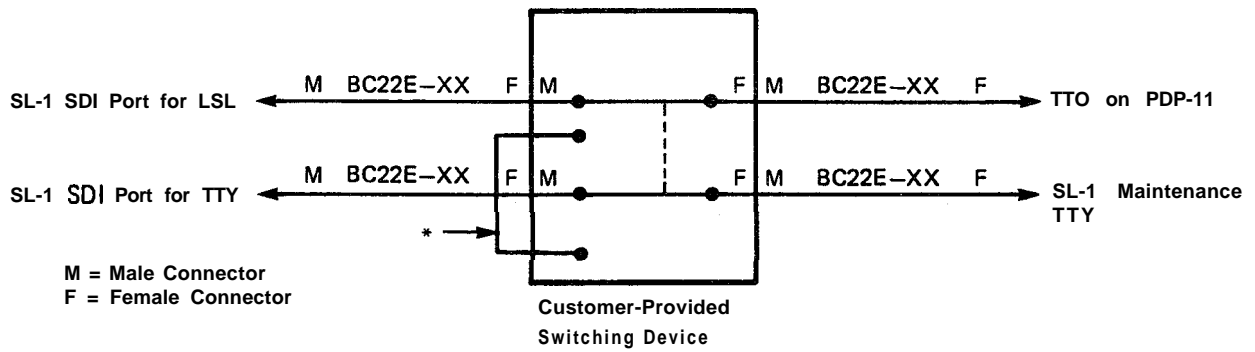 M BC22E-XX F M F M BC22E-XX F
SL-1 SDI Port for LSL TTO on PDP-11
M BC22E-XX F M F M BC22E-XX F
SL-1 SDI Port for TTY SL-1 Maintenance
TTY
*
M = Male Connector
F = Female Connector
Customer-Provided
Switching Device